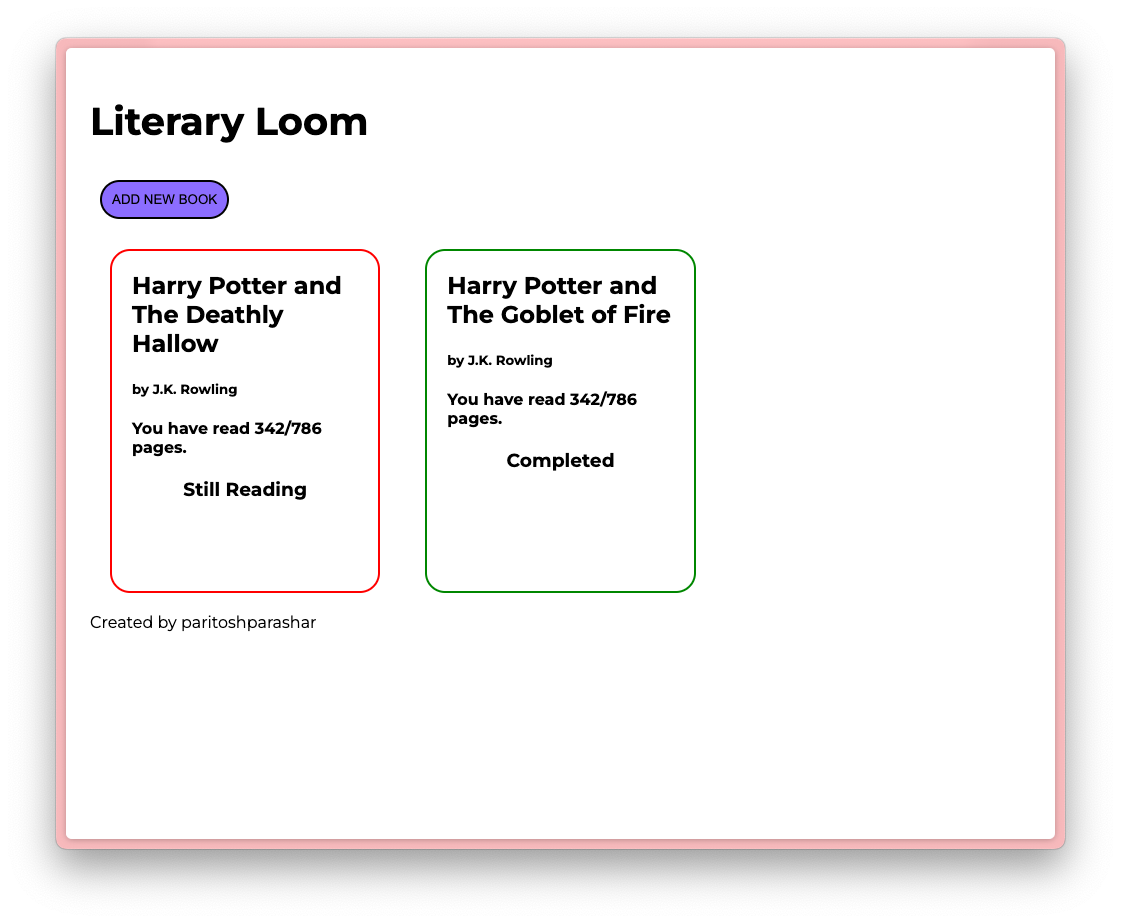 Literary Loom
ADD NEW BOOK
Harry Potter and
The Deathly
Hallow
by J.K. Rowling
You have read 342/786
pages.
Still Reading
Harry Potter and
The Goblet of Fire
by J.K. Rowling
You have read 342/786
pages.
Completed
Created by paritoshparashar